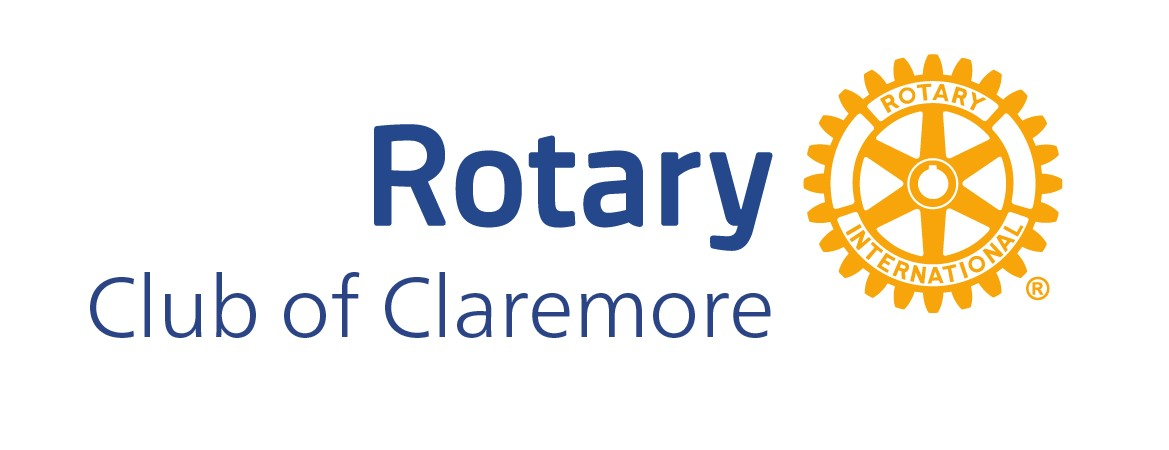 Rotary
Club of Claremore
ROTARY
INTERNATIONAL
®